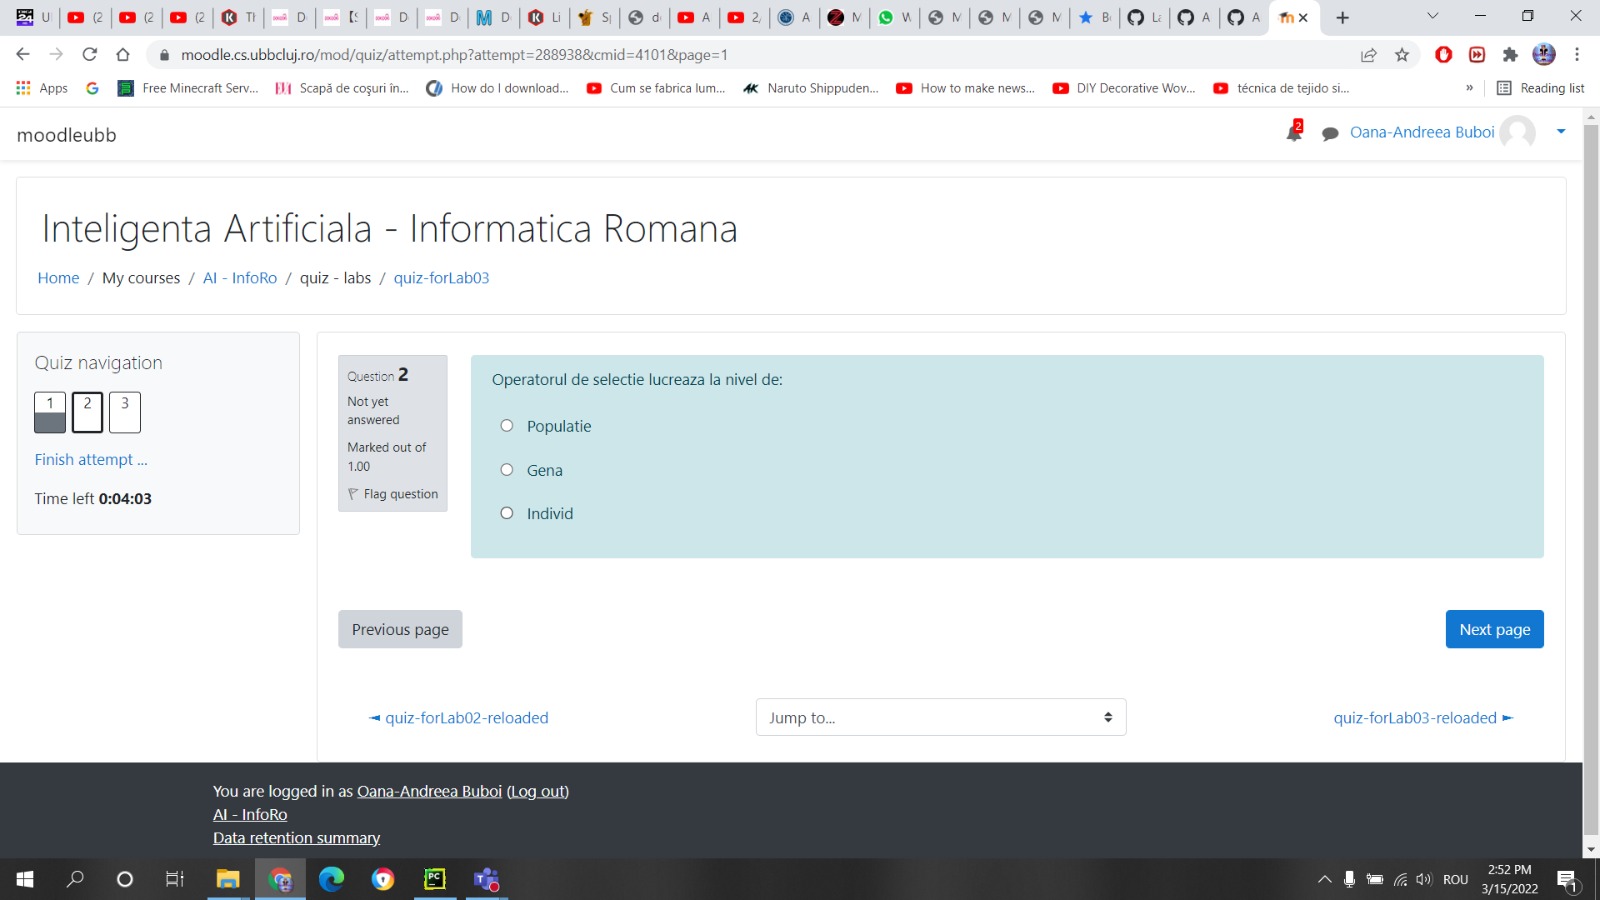 moodle.cs.ubbcluj.ro/mod/quiz/attempt.php?attempt=288938&cmid=4101&page=1
Apps Free Minecraft Serv... Scapă de coșuri în... How do I download... Cum se fabrica lum... Naruto Shippuden... How to make news... DIY Decorative Wov... técnica de tejido si... » Reading list
moodleubb
2
Oana-Andreea Buboi
Inteligenta Artificiala - Informatica Romana
Home / My courses / AI - InfoRo / quiz - labs / quiz-forLab03
Quiz navigation
1 2 3
Finish attempt ...
Time left 0:04:03
Question 2
Not yet
answered
Marked out of
1.00
Flag question
Operatorul de selectie lucreaza la nivel de:
Populatie
Gena
Individ
Previous page
Next page
◄ quiz-forLab02-reloaded
Jump to...
quiz-forLab03-reloaded ►
You are logged in as Oana-Andreea Buboi (Log out)
AI - InfoRo
Data retention summary
ROU
2:52 PM
3/15/2022
1